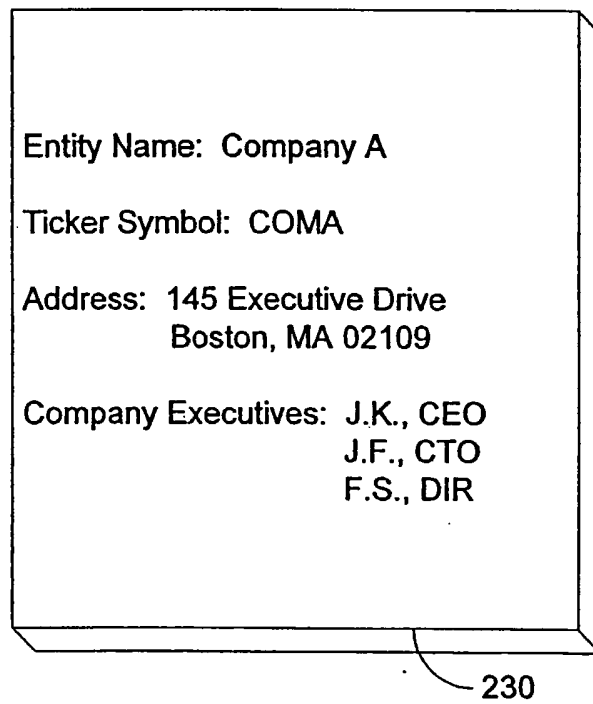 Entity Name: Company A
Ticker Symbol: COMA
Address: 145 Executive Drive
Boston, MA 02109
Company Executives: J.K., CEO
J.F., CTO
F.S., DIR
230